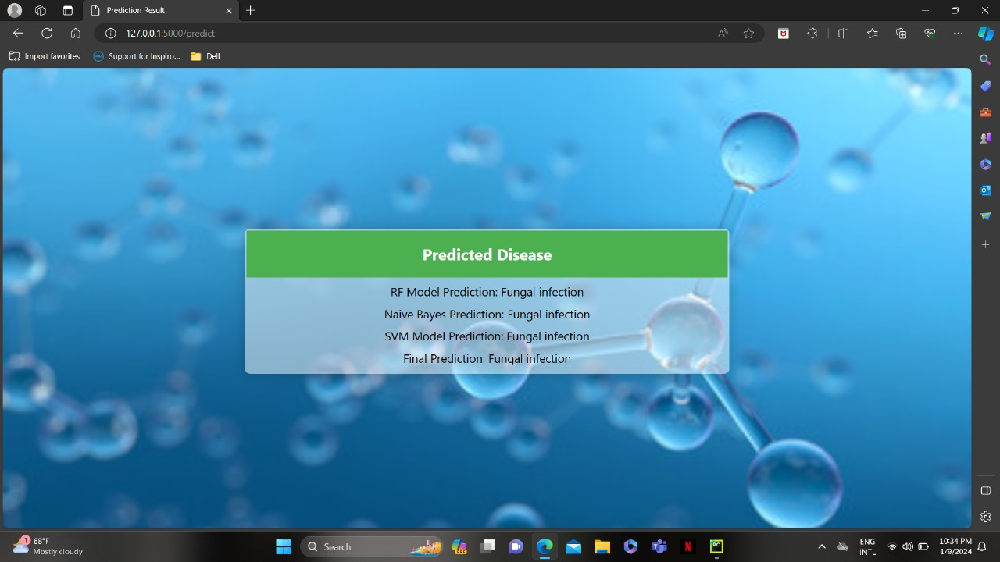 Prediction Result
127.0.0.1:5000/predict
Import favorites
Support for Inspiro...
Dell
Predicted Disease
RF Model Prediction: Fungal infection
Naive Bayes Prediction: Fungal infection
SVM Model Prediction: Fungal infection
Final Prediction: Fungal infection
1
68°F
Mostly cloudy
Search
PRE
N
PC
ENG
INTL
10:34 PM
1/9/2024